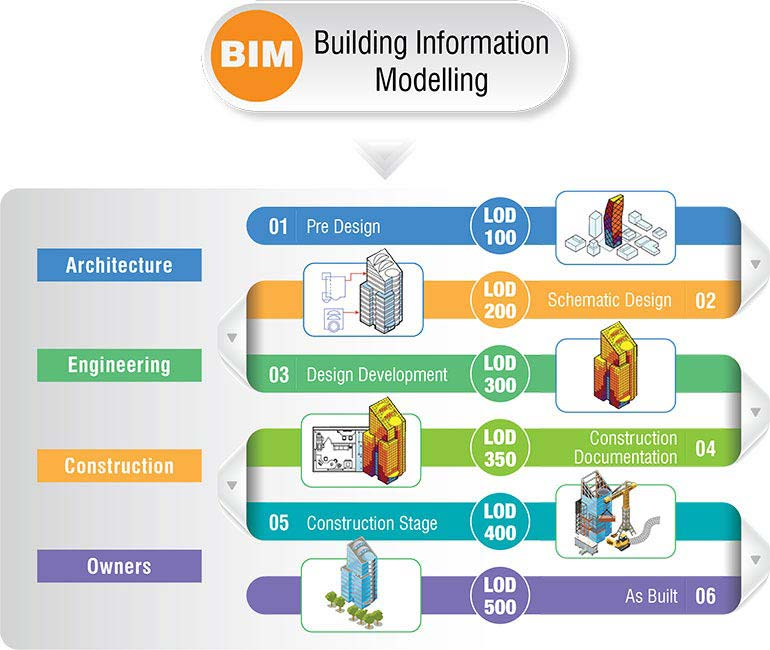 BIM
Building Information
Modelling
Architecture
Engineering
Construction
Owners
01 Pre Design
LOD
100
LOD
200
Schematic Design 02
03 Design Development
LOD
300
LOD
350
Construction
Documentation 04
05 Construction Stage
LOD
400
LOD
500
As Built 06